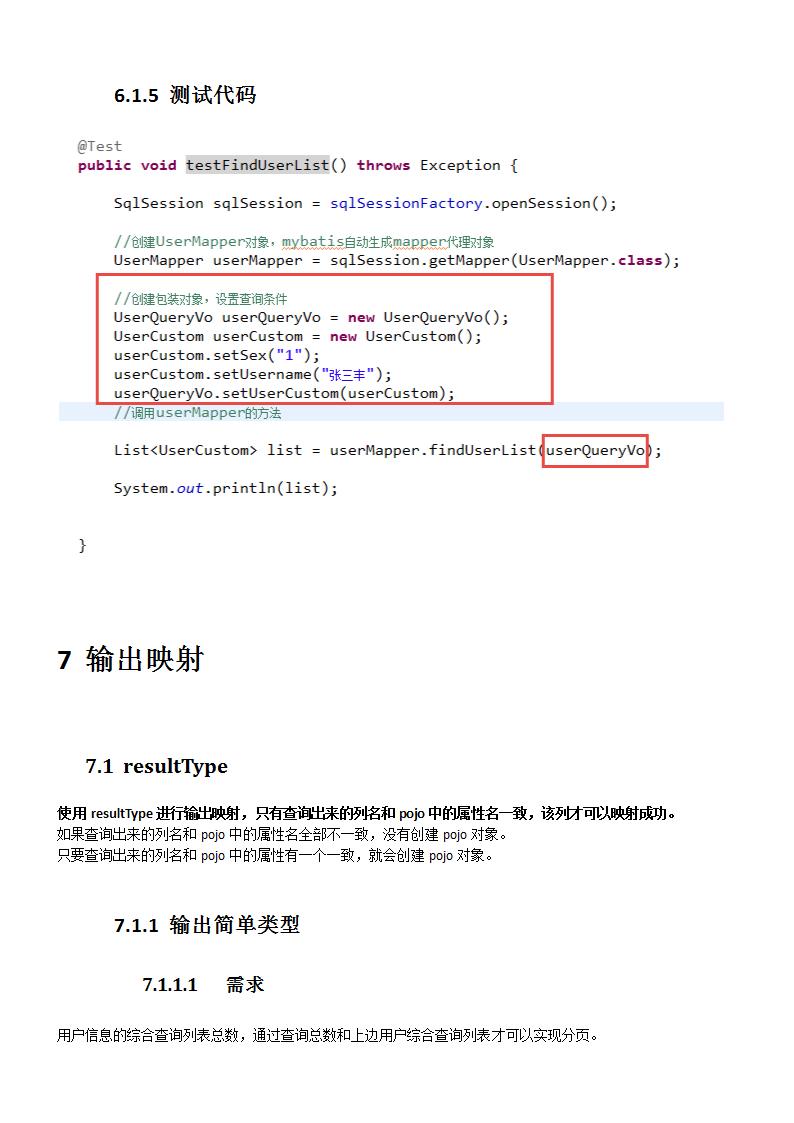 6.1.5 测试代码
@Test
public void testFindUserList() throws Exception {
SqlSession sqlSession = sqlSessionFactory.openSession();
//创建UserMapper对象，mybatis自动生成mapper代理对象
UserMapper userMapper = sqlSession.getMapper(UserMapper.class);
//创建包装对象，设置查询条件
UserQueryVo userQueryVo = new UserQueryVo();
UserCustom userCustom = new UserCustom();
userCustom.setSex("1");
userCustom.setUsername("张三丰");
userQueryVo.setUserCustom(userCustom);
//调用userMapper的方法
List<UserCustom> list = userMapper.findUserList(userQueryVo);
System.out.println(list);
}
7 输出映射
7.1 resultType
使用 resultType 进行输出映射，只有查询出来的列名和 pojo 中的属性名一致，该列才可以映射成功。
如果查询出来的列名和 pojo 中的属性名全部不一致，没有创建 pojo 对象。
只要查询出来的列名和 pojo 中的属性有一个一致，就会创建 pojo 对象。
7.1.1 输出简单类型
7.1.1.1 需求
用户信息的综合查询列表总数，通过查询总数和上边用户综合查询列表才可以实现分页。